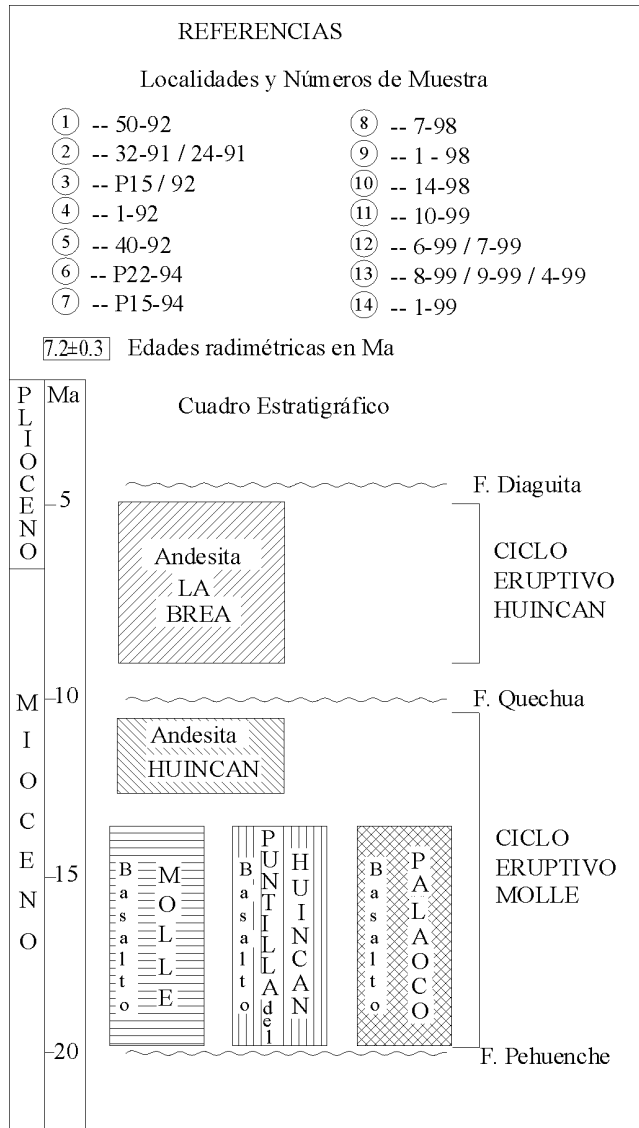 REFERENCIAS
Localidades y Números de Muestra
1 -- 50-92
2 -- 32-91 / 24-91
3 -- P15 / 92
4 -- 1-92
5 -- 40-92
6 -- P22-94
7 -- P15-94
8 -- 7-98
9 -- 1 - 98
10 -- 14-98
11 -- 10-99
12 -- 6-99 / 7-99
13 -- 8-99 / 9-99 / 4-99
14 -- 1-99
7.2±0.3 Edades radimétricas en Ma
Cuadro Estratigráfico
Ma
PLIOCENO
MIOCENO
5
10
15
20
F. Diaguita
Andesita
LA
BREA
CICLO
ERUPTIVO
HUINCAN
F. Quechua
Andesita
HUINCAN
Basalto
MOLLE
Basalto
PUNTILLA del
HUINCAN
Basalto
PALAOCO
CICLO
ERUPTIVO
MOLLE
F. Pehuenche